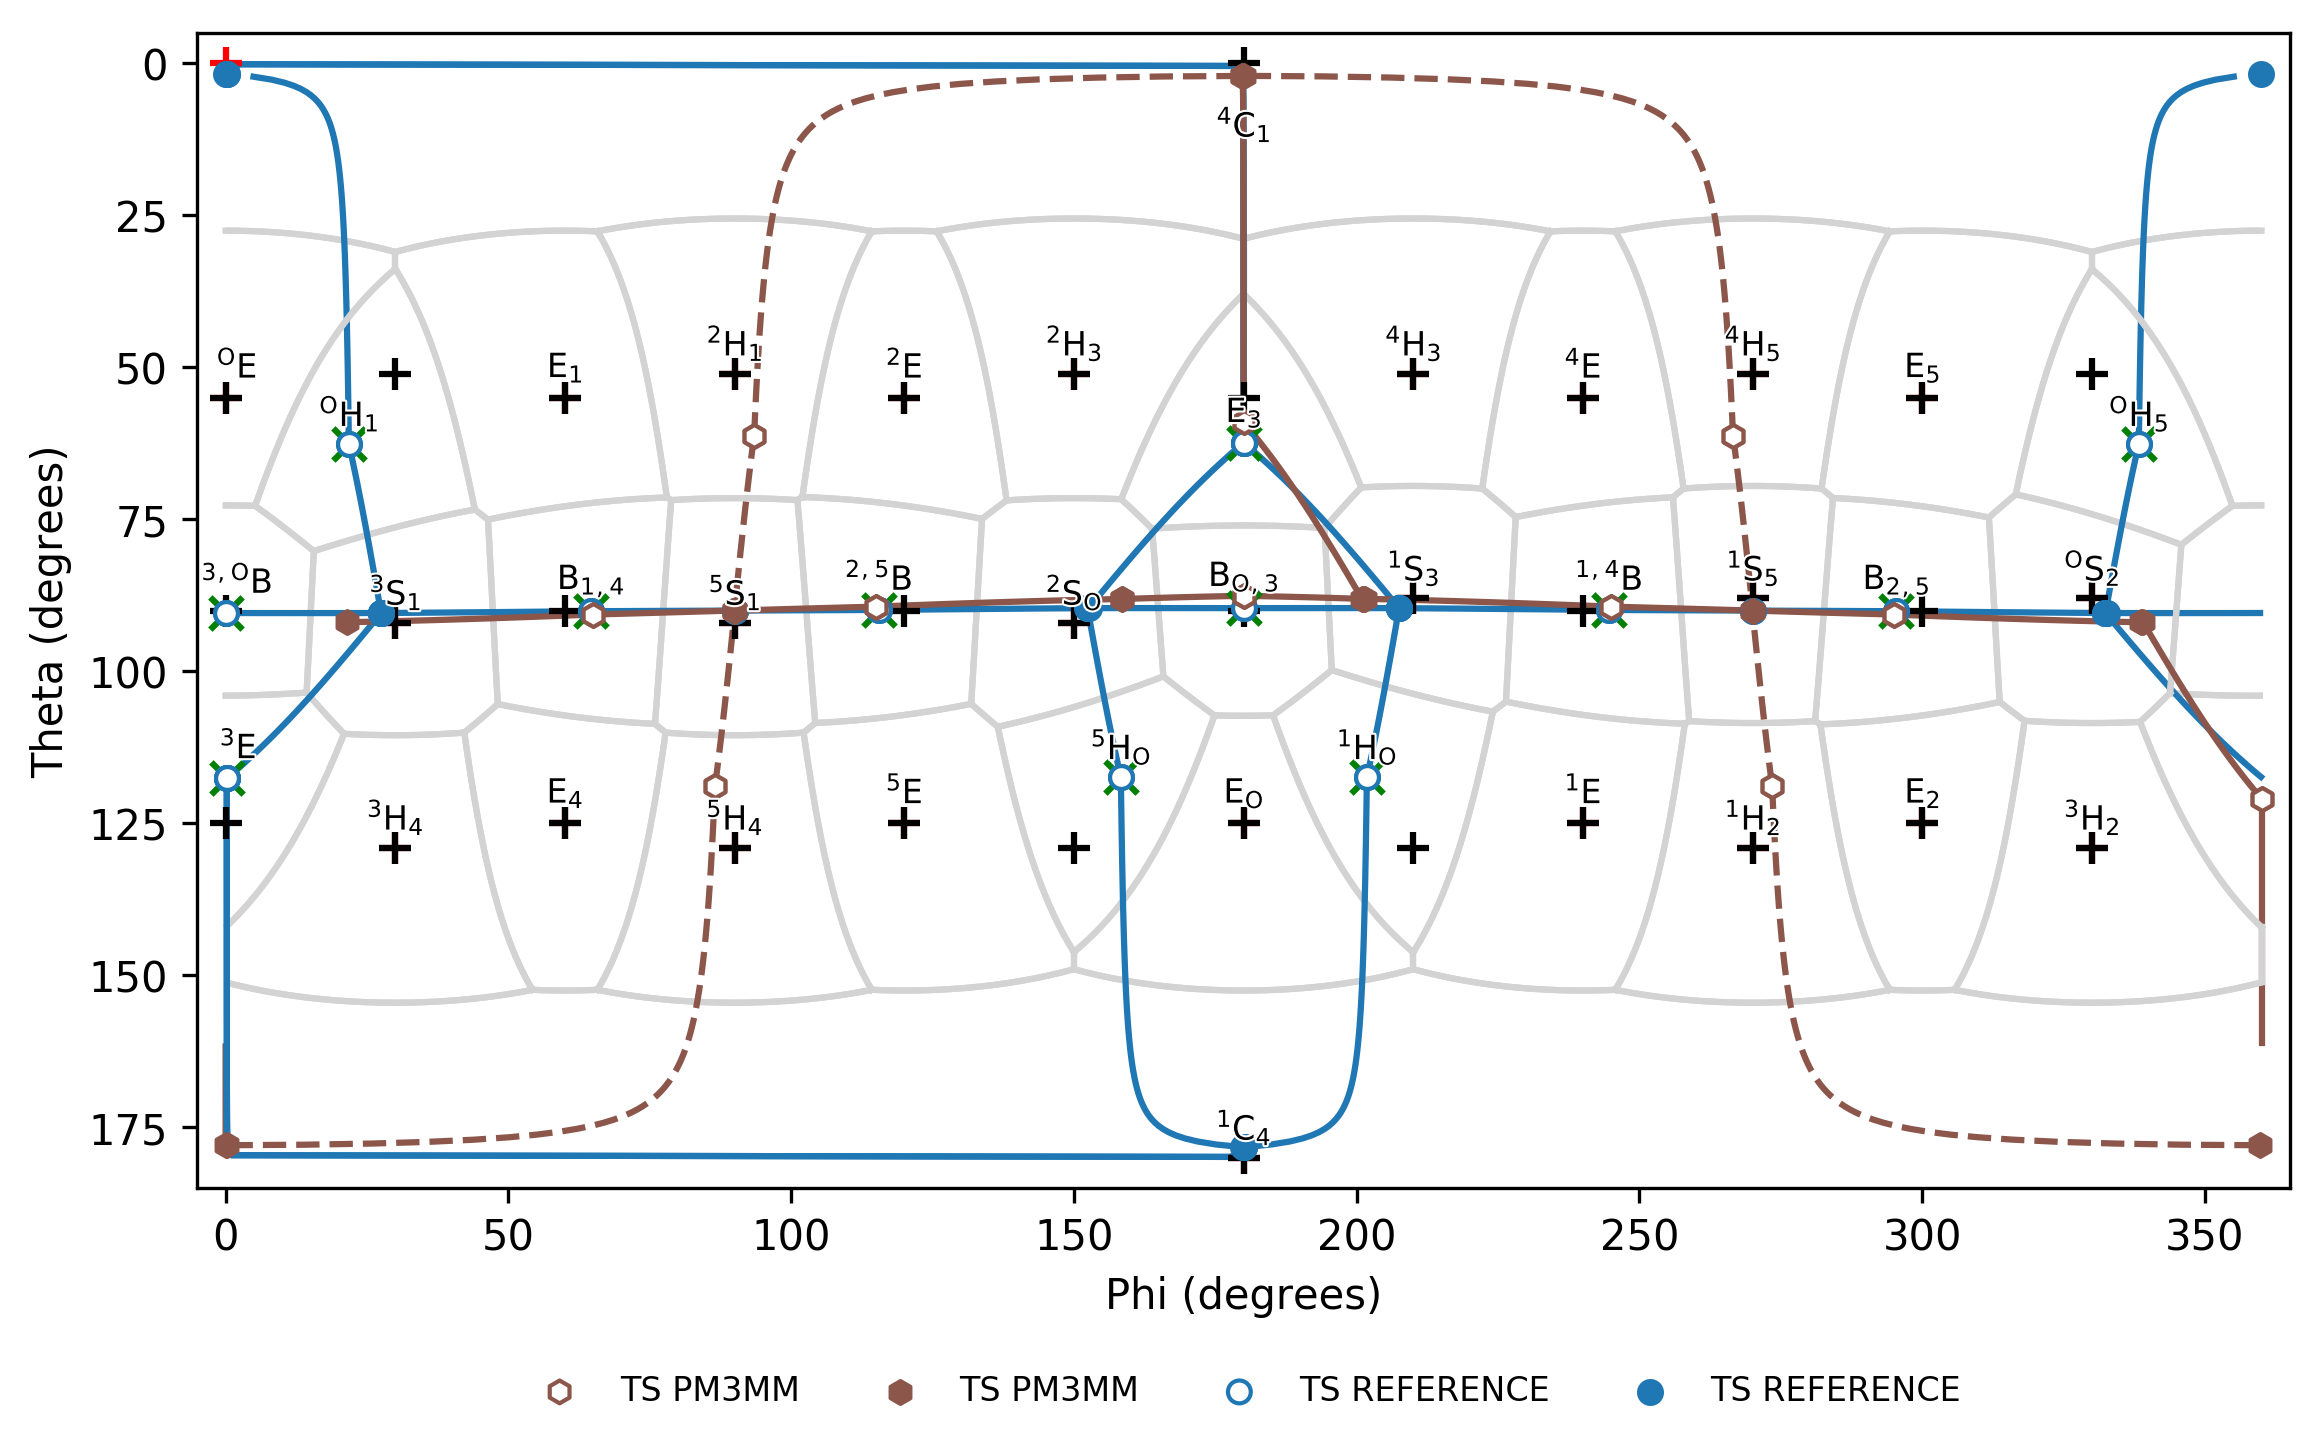 0
25
50
75
100
125
150
175
Theta (degrees)
⁴C₁
ᴼE
ᴼH₁
E₁
²H₁
²E
²H₃
E₃
⁴H₃
⁴E
⁴H₅
E₅
ᴼH₅
³,ᴼB
³S₁
B₁,₄
⁵S₁
²,⁵B
²Sₒ
Bₒ,₃
¹S₃
¹,⁴B
¹S₅
B₂,₅
ᴼS₂
³E
³H₄
E₄
⁵H₄
⁵E
⁵Hₒ
Eₒ
¹Hₒ
¹E
¹H₂
E₂
³H₂
¹C₄
0 50 100 150 200 250 300 350
Phi (degrees)
TS PM3MM TS PM3MM TS REFERENCE TS REFERENCE